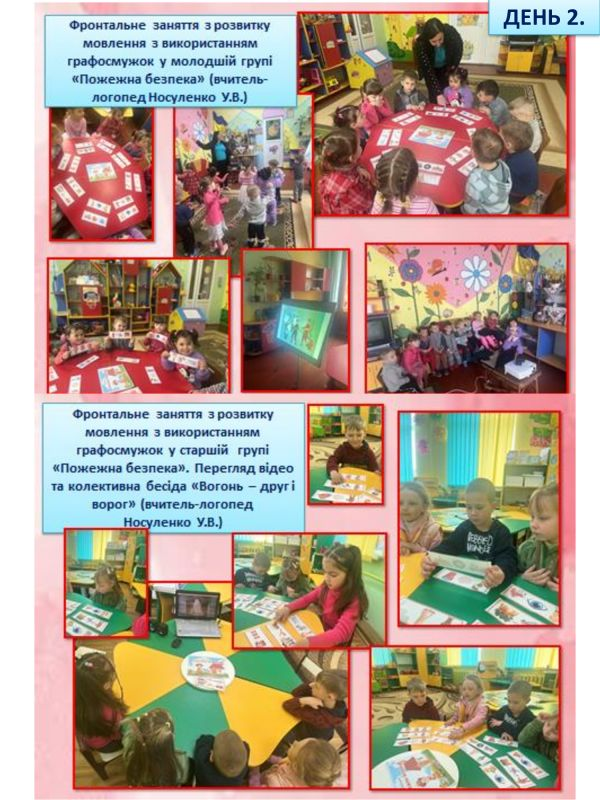 ДЕНЬ 2.
Фронтальне заняття з розвитку
мовлення з використанням
графосмужок у молодшій групі
«Пожежна безпека» (вчитель-
логопед Носуленко У.В.)
Фронтальне заняття з розвитку
мовлення з використанням
графосмужок у старшій групі
«Пожежна безпека». Перегляд відео
та колективна бесіда «Вогонь – друг і
ворог» (вчитель-логопед
Носуленко У.В.)